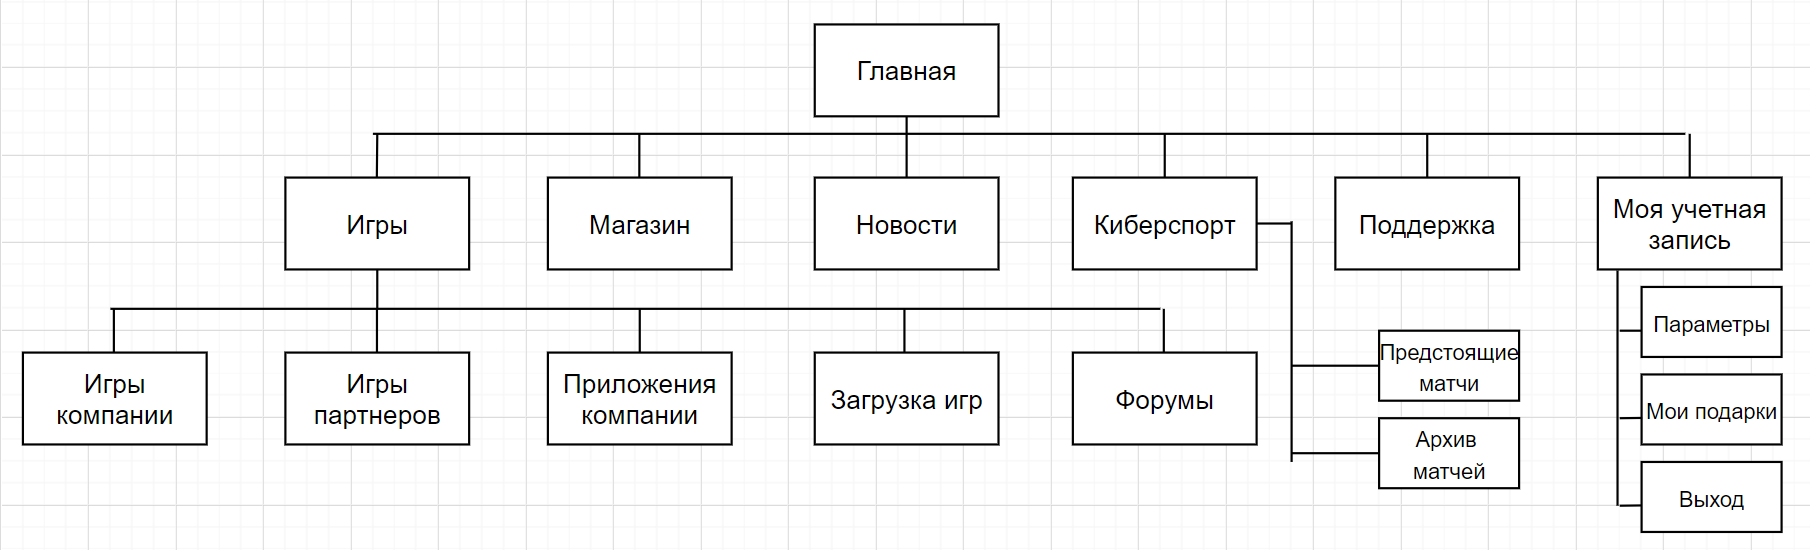 Главная
Игры
Магазин
Новости
Киберспорт
Поддержка
Моя учетная
запись
Игры
компании
Игры
партнеров
Приложения
компании
Загрузка игр
Форумы
Предстоящие
матчи
Архив
матчей
Параметры
Мои подарки
Выход